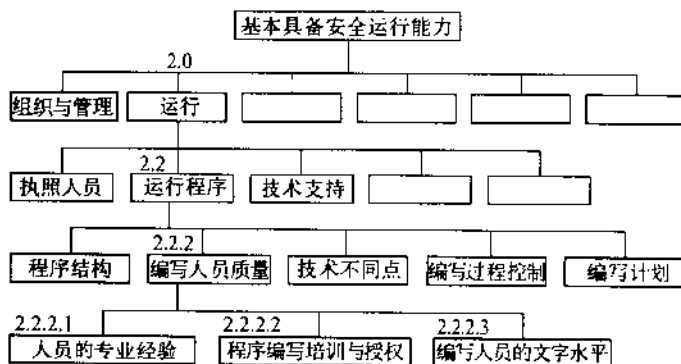 基本具备安全运行能力
2.0
组织与管理 运行
2.2
执照人员 运行程序 技术支持
2.2.2
程序结构 编写人员质量 技术不同点 编写过程控制 编写计划
2.2.2.1 2.2.2.2 2.2.2.3
人员的专业经验 程序编写培训与授权 编写人员的文字水平